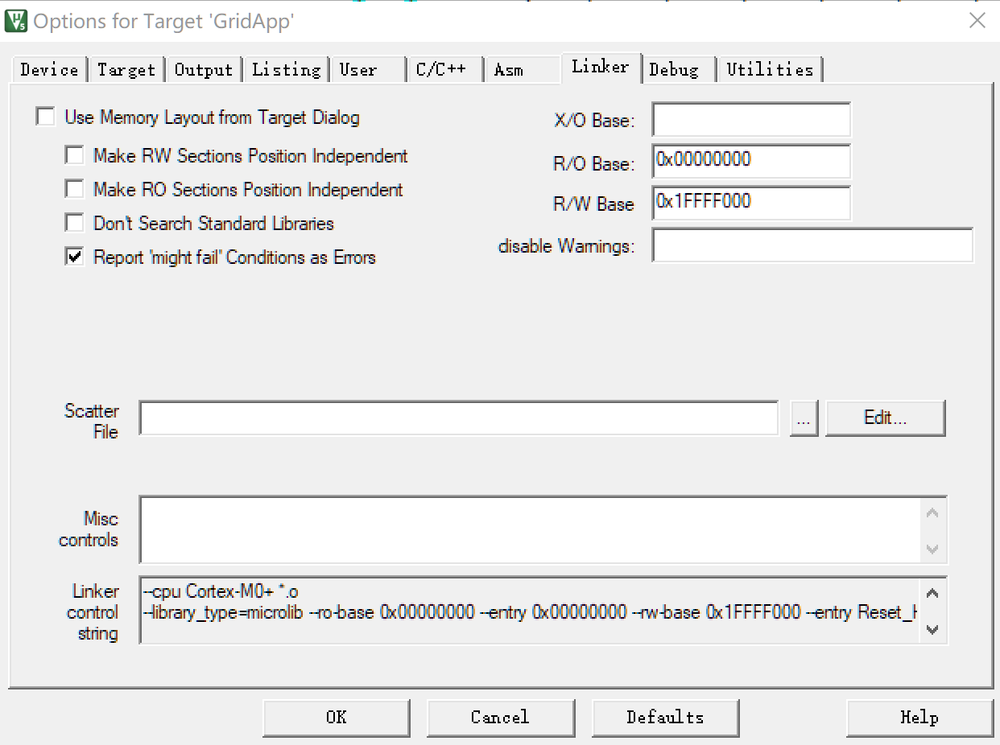 Options for Target 'GridApp'
Device Target Output Listing User C/C++ Asm Linker Debug Utilities
Use Memory Layout from Target Dialog
X/O Base:
Make RW Sections Position Independent
R/O Base: 0x00000000
Make RO Sections Position Independent
R/W Base 0x1FFFF000
Don't Search Standard Libraries
disable Warnings:
Report 'might fail' Conditions as Errors
Scatter
File
...
Edit...
Misc
controls
Linker
control
string
--cpu Cortex-M0+ *.o
--library_type=microlib --ro-base 0x00000000 --entry 0x00000000 --rw-base 0x1FFFF000 --entry Reset_H
OK Cancel Defaults Help